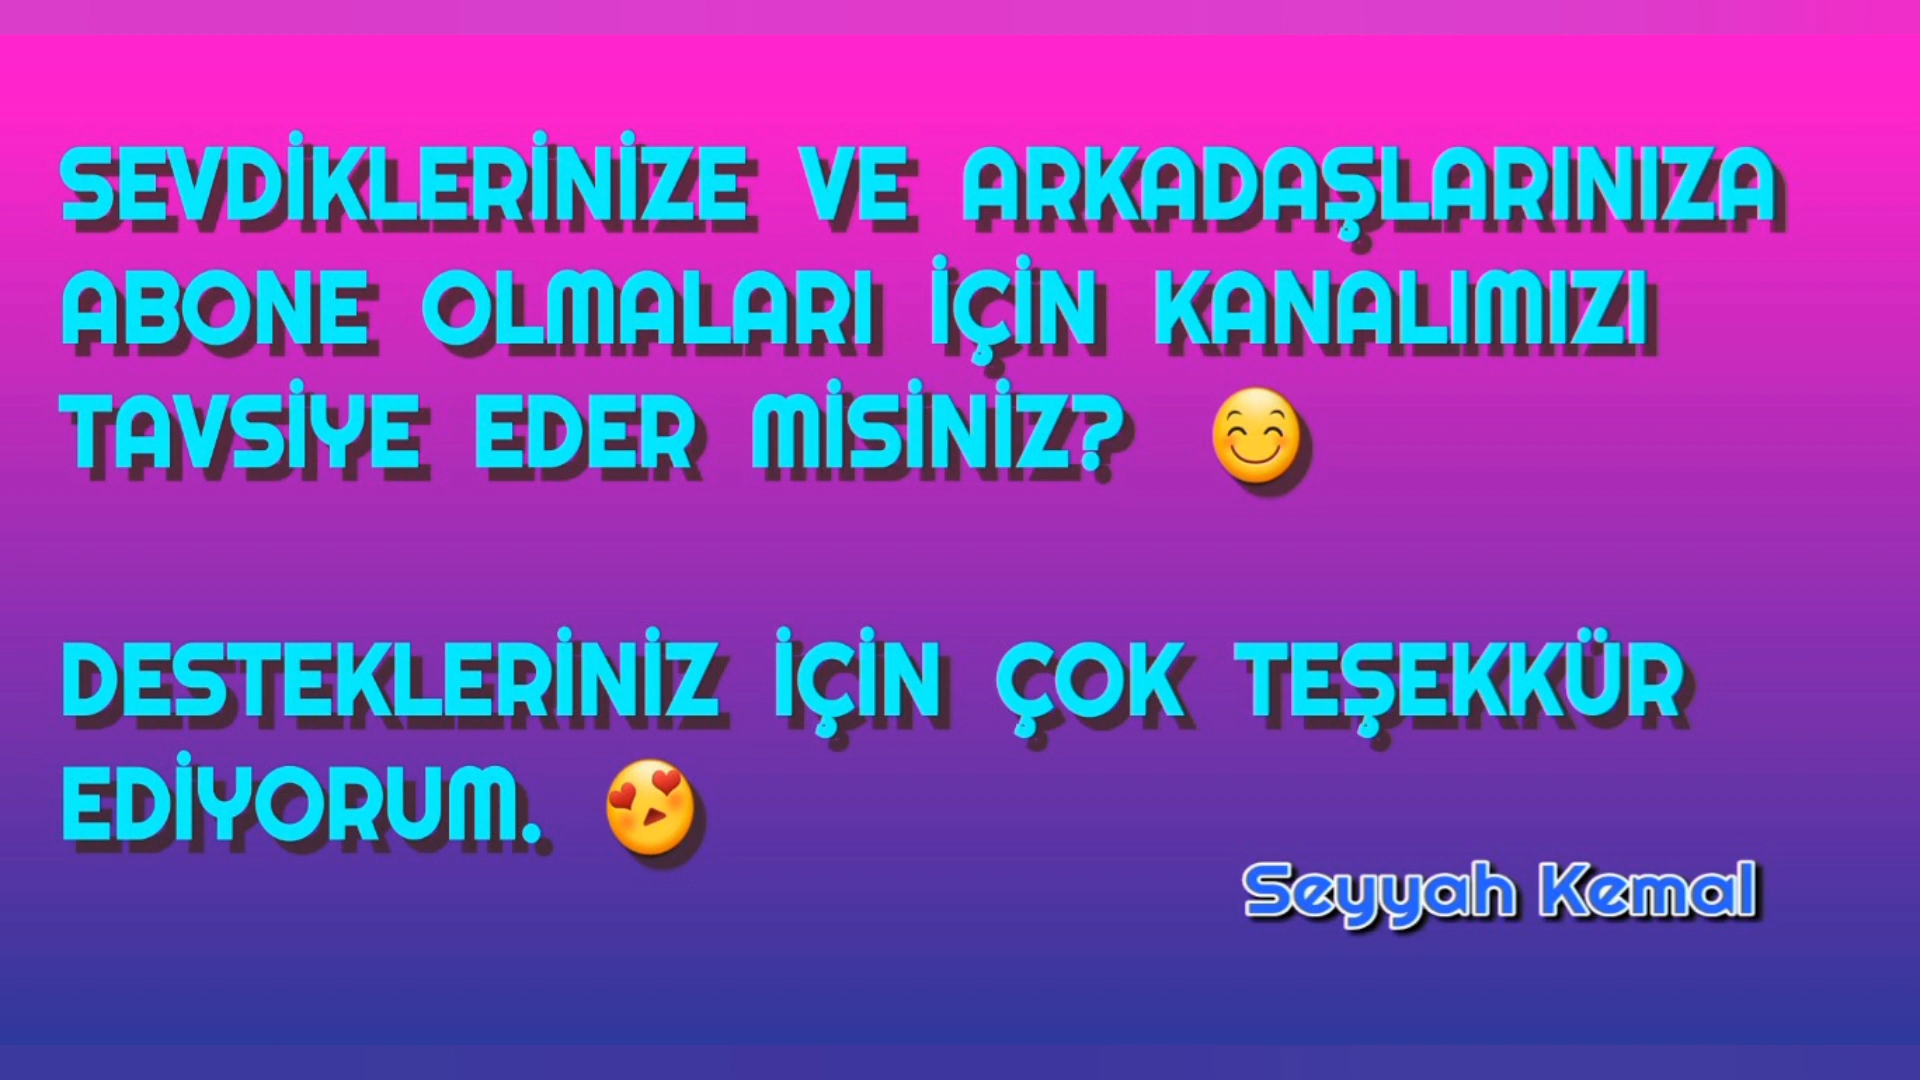 SEVDİKLERİNİZE VE ARKADAŞLARINIZA
ABONE OLMALARI İÇİN KANALIMIZI
TAVSİYE EDER MİSİNİZ? 😊
DESTEKLERİNİZ İÇİN ÇOK TEŞEKKÜR
EDİYORUM. 😍
Seyyah Kemal